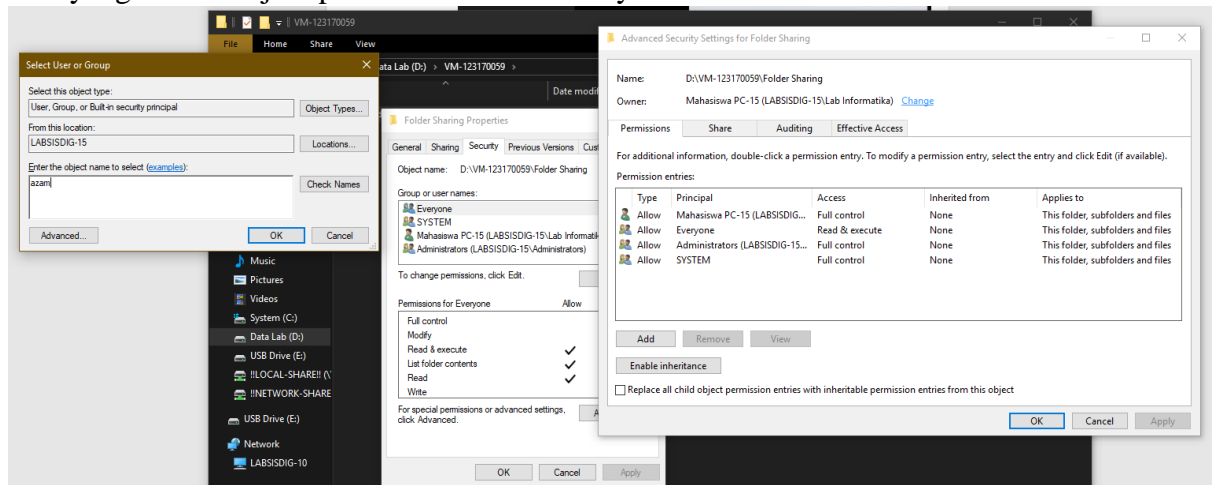 VM-123170059
File Home Share View
Data Lab (D:) > VM-123170059 >
Date modif
Select User or Group
Select this object type:
User, Group, or Built-in security principal
Object Types...
From this location:
LABSISDIG-15
Locations...
Enter the object name to select (examples):
azam
Check Names
Advanced...
OK
Cancel
Music
Pictures
Videos
System (C:)
Data Lab (D:)
USB Drive (E:)
!!LOCAL-SHARE!! (\\
!!NETWORK-SHARE
USB Drive (E:)
Network
LABSISDIG-10
Folder Sharing Properties
General Sharing Security Previous Versions Cust
Object name: D:\VM-123170059\Folder Sharing
Group or user names:
Everyone
SYSTEM
Mahasiswa PC-15 (LABSISDIG-15\Lab Informatik
Administrators (LABSISDIG-15\Administrators)
To change permissions, click Edit.
Permissions for Everyone Allow
Full control
Modify
Read & execute
List folder contents
Read
Write
For special permissions or advanced settings,
click Advanced.
OK
Cancel
Apply
Advanced Security Settings for Folder Sharing
Name: D:\VM-123170059\Folder Sharing
Owner: Mahasiswa PC-15 (LABSISDIG-15\Lab Informatika) Change
Permissions Share Auditing Effective Access
For additional information, double-click a permission entry. To modify a permission entry, select the entry and click Edit (if available).
Permission entries:
Type Principal Access Inherited from Applies to
Allow Mahasiswa PC-15 (LABSISDIG... Full control None This folder, subfolders and files
Allow Everyone Read & execute None This folder, subfolders and files
Allow Administrators (LABSISDIG-15... Full control None This folder, subfolders and files
Allow SYSTEM Full control None This folder, subfolders and files
Add
Remove
View
Enable inheritance
Replace all child object permission entries with inheritable permission entries from this object
OK
Cancel
Apply